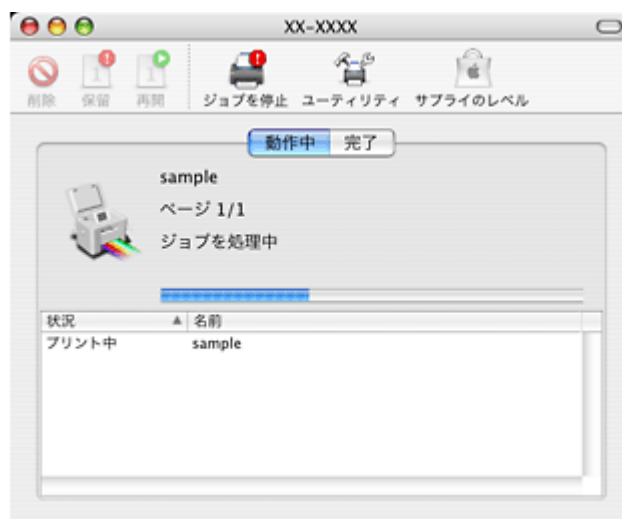 XX-XXXX
削除 保留 再開 ジョブを停止 ユーティリティ サプライのレベル
動作中 完了
sample
ページ 1/1
ジョブを処理中
状況 名前
プリント中 sample